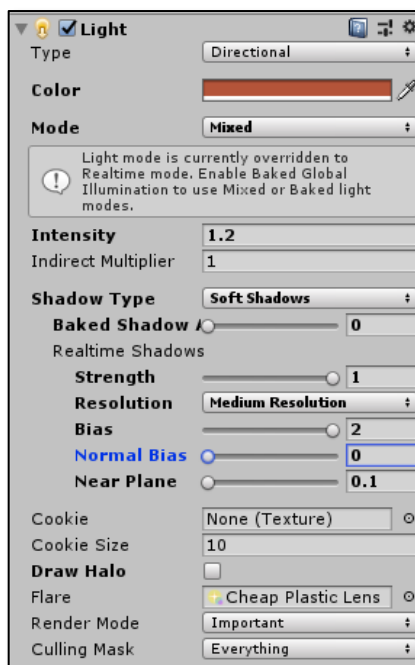 Light
Type Directional
Color
Mode Mixed
Light mode is
currently overridden to
Realtime mode. Enable Baked Global
Illumination to use Mixed or Baked light
modes.
Intensity 1.2
Indirect Multiplier 1
Shadow Type Soft Shadows
Baked Shadow A 0
Realtime Shadows
Strength 1
Resolution Medium Resolution
Bias 2
Normal Bias 0
Near Plane 0.1
Cookie None (Texture)
Cookie Size 10
Draw Halo
Flare Cheap Plastic Lens
Render Mode Important
Culling Mask Everything